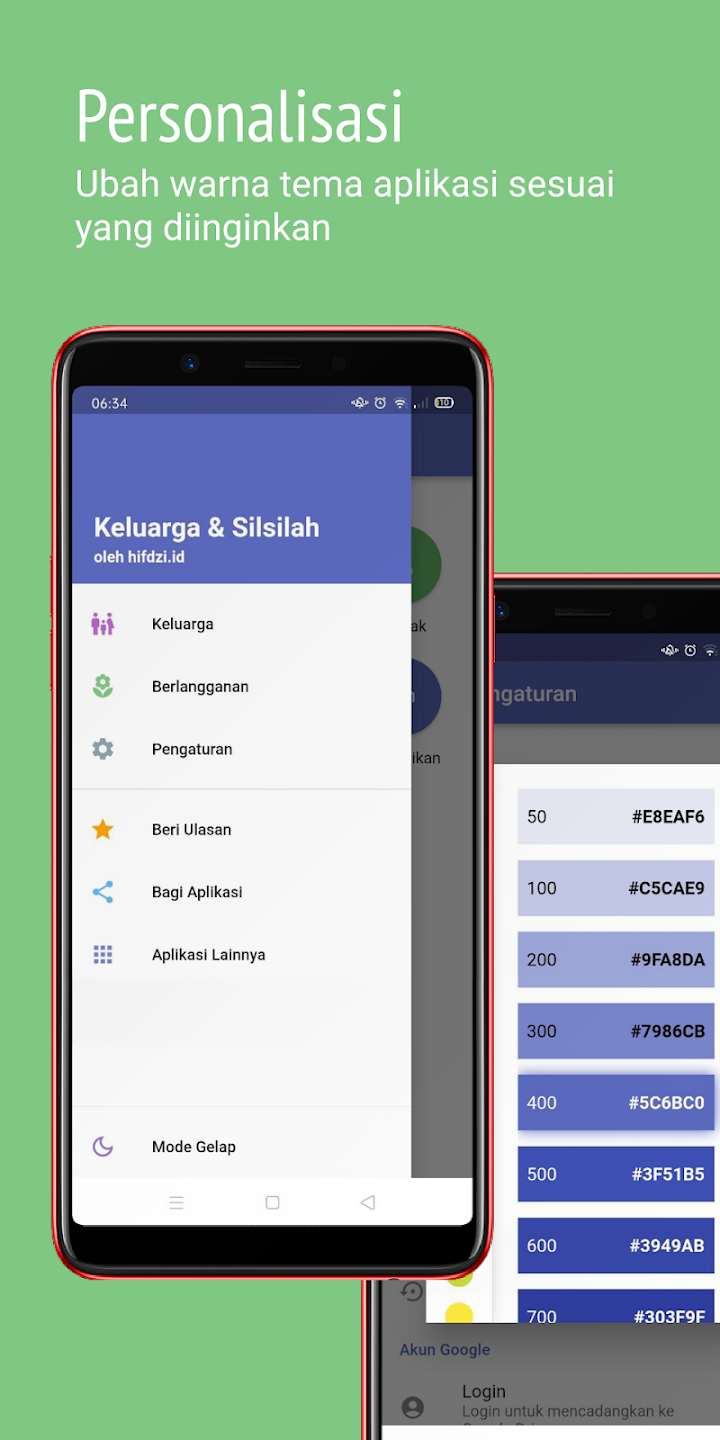 Personalisasi
Ubah warna tema aplikasi sesuai
yang diinginkan
06:34
Keluarga & Silsilah
oleh hifdzi.id
Keluarga
Berlangganan
Pengaturan
Beri Ulasan
Bagi Aplikasi
Aplikasi Lainnya
Mode Gelap
ak
ikan
ngaturan
50 #E8EAF6
100 #C5CAE9
200 #9FA8DA
300 #7986CB
400 #5C6BC0
500 #3F51B5
600 #3949AB
700 #303F9F
Akun Google
Login
Login untuk mencadangkan ke